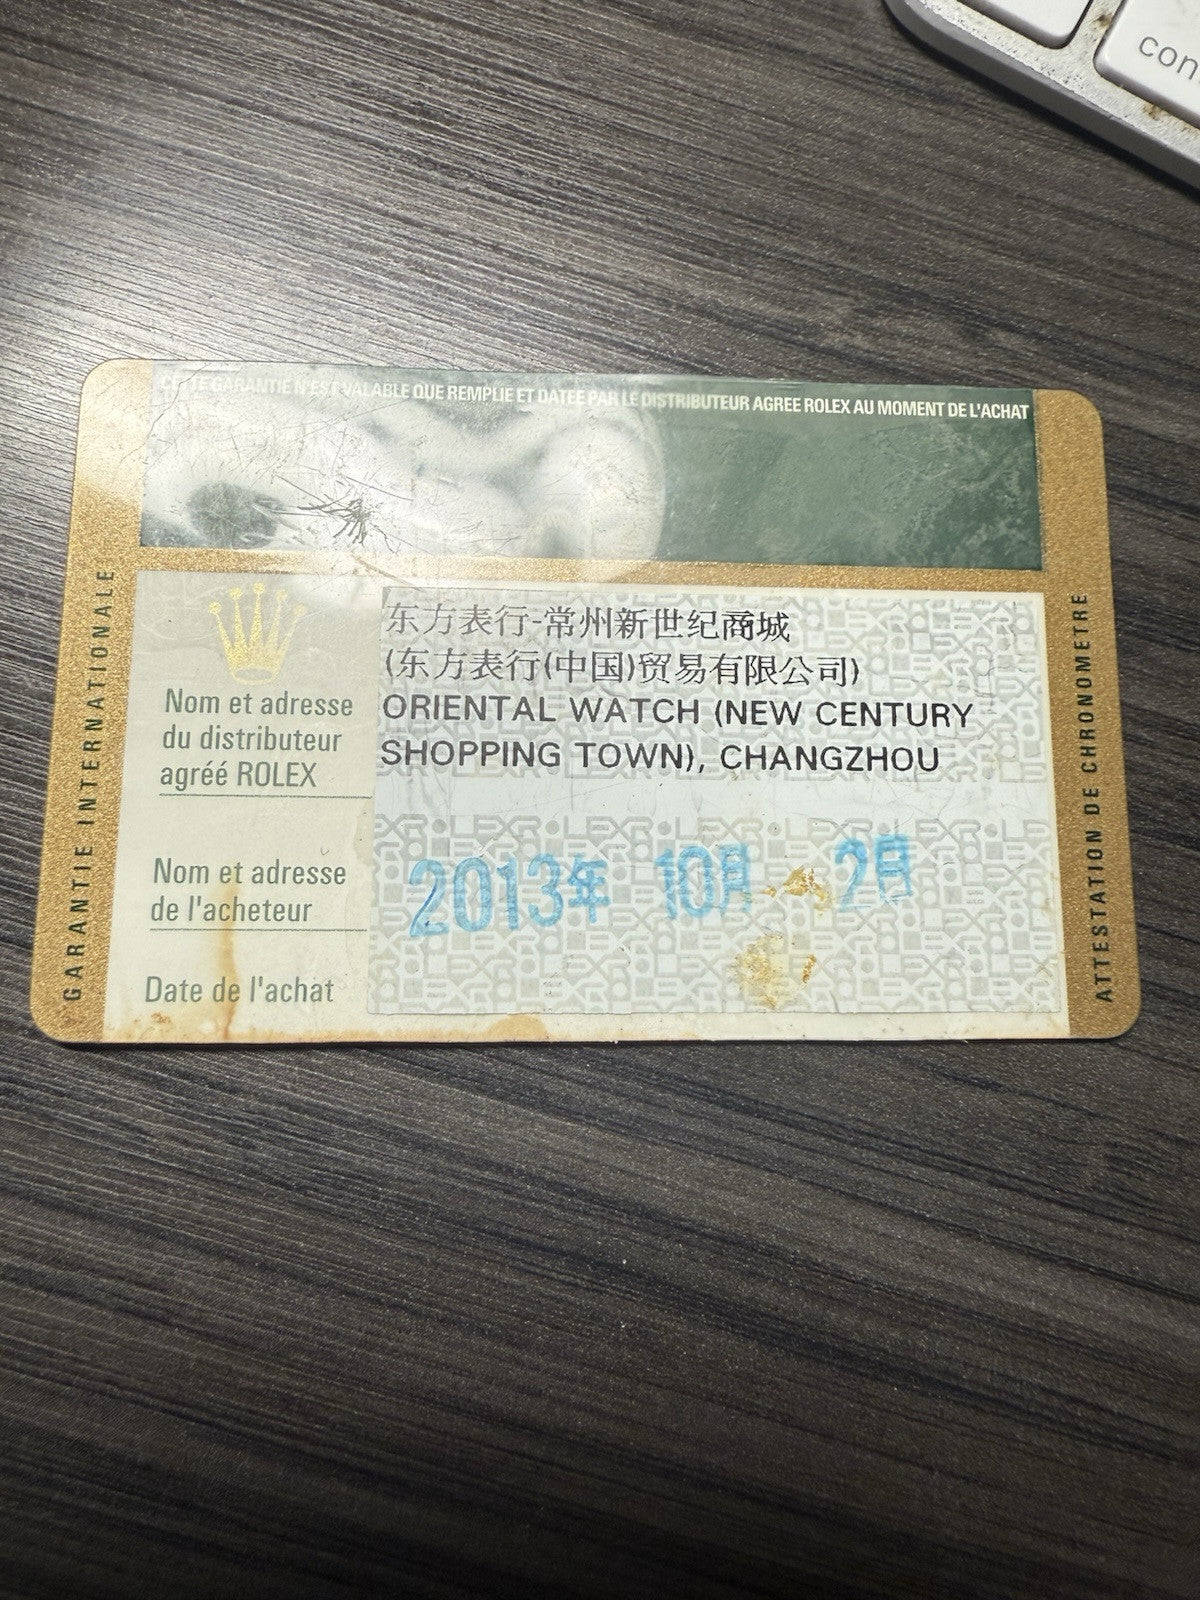 con
CETTE GARANTIE N'EST VALABLE QUE REMPLIE ET DATEE PAR LE DISTRIBUTEUR AGREE ROLEX AU MOMENT DE L'ACHAT
GARANTIE INTERNATIONALE
东方表行-常州新世纪商城
(东方表行(中国)贸易有限公司)
ORIENTAL WATCH (NEW CENTURY
SHOPPING TOWN), CHANGZHOU
Nom et adresse
du distributeur
agréé ROLEX
Nom et adresse
de l'acheteur
2013年 10月 2日
Date de l'achat
ATTESTATION DE CHRONOMETRE